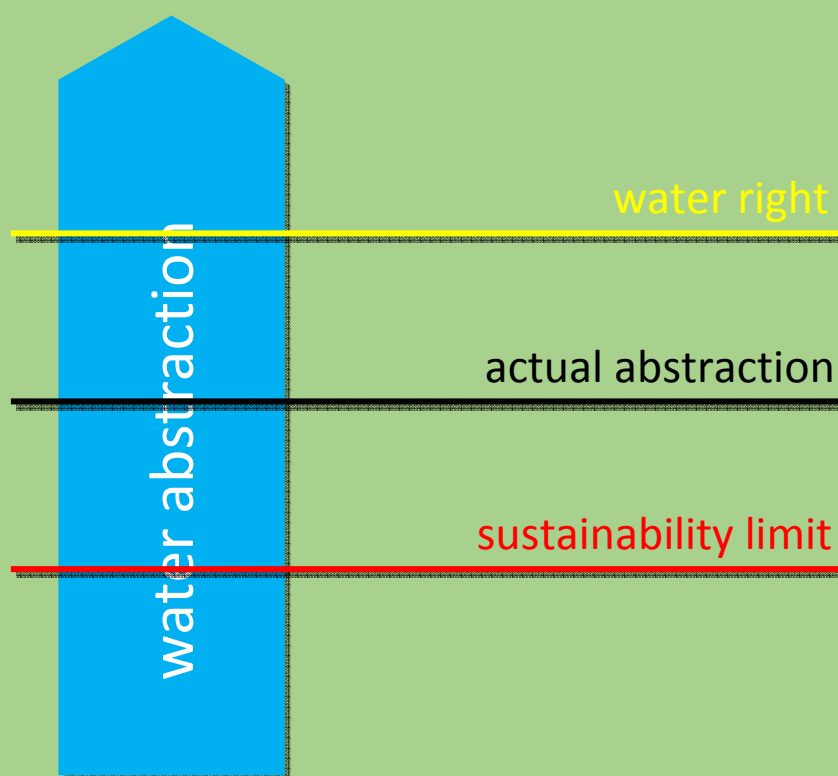 water right
actual abstraction
sustainability limit
water abstraction